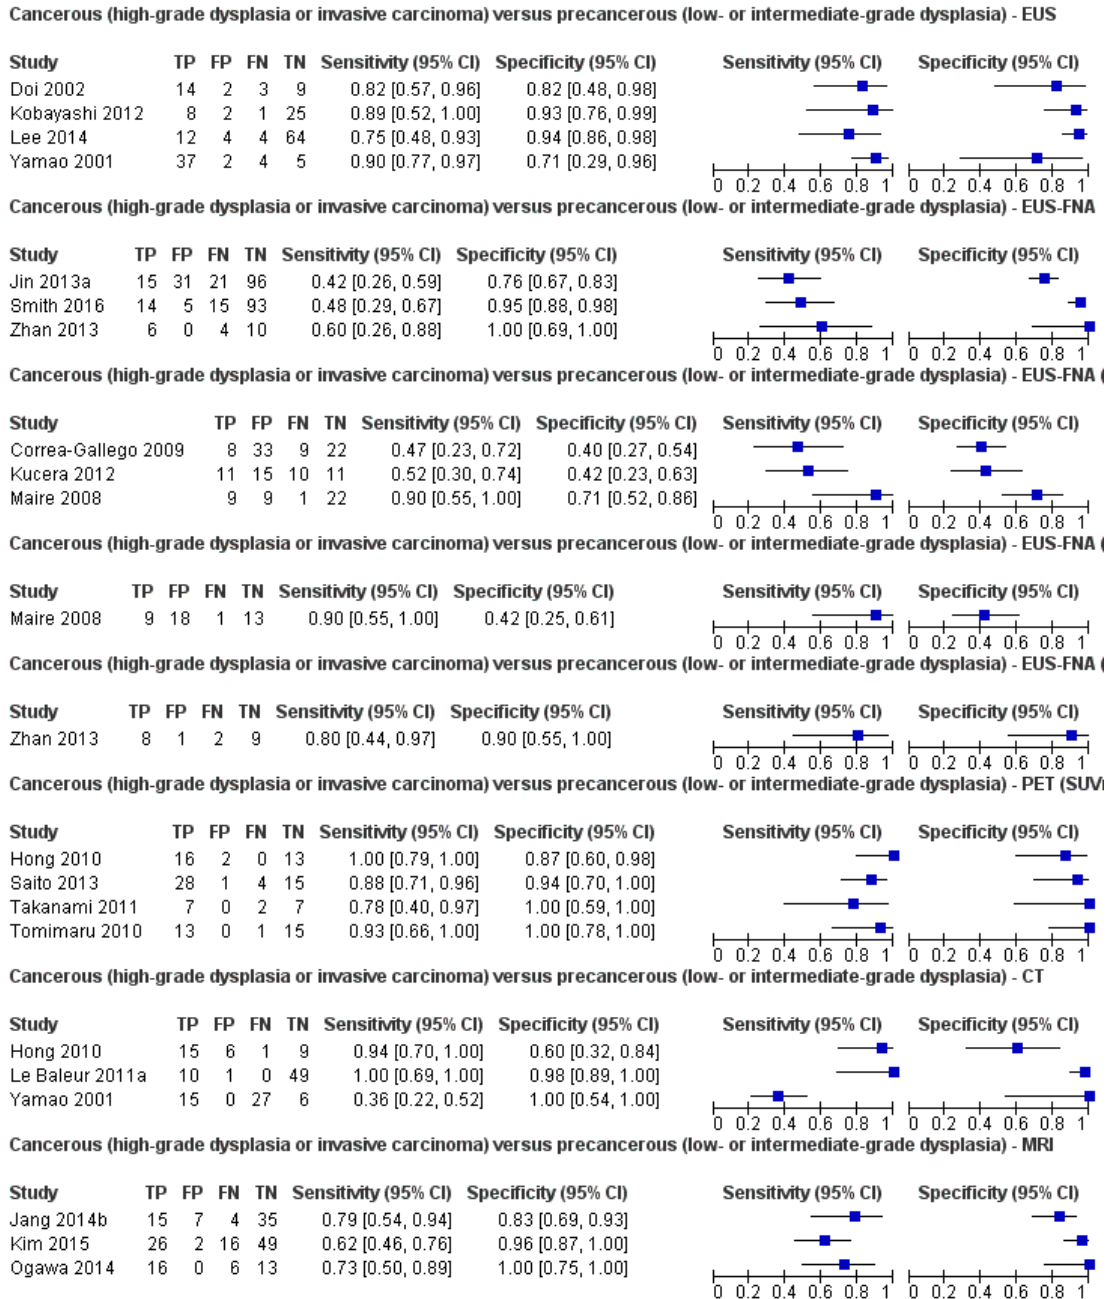 Cancerous (high-grade dysplasia or invasive carcinoma) versus precancerous (low- or intermediate-grade dysplasia) - EUS
Study TP FP FN TN Sensitivity (95% CI) Specificity (95% CI) Sensitivity (95% CI) Specificity (95% CI)
Doi 2002 14 2 3 9 0.82 [0.57, 0.96] 0.82 [0.48, 0.98]
Kobayashi 2012 8 2 1 25 0.89 [0.52, 1.00] 0.93 [0.76, 0.99]
Lee 2014 12 4 4 64 0.75 [0.48, 0.93] 0.94 [0.86, 0.98]
Yamao 2001 37 2 4 5 0.90 [0.77, 0.97] 0.71 [0.29, 0.96]
0 0.2 0.4 0.6 0.8 1 0 0.2 0.4 0.6 0.8 1
Cancerous (high-grade dysplasia or invasive carcinoma) versus precancerous (low- or intermediate-grade dysplasia) - EUS-FNA
Study TP FP FN TN Sensitivity (95% CI) Specificity (95% CI) Sensitivity (95% CI) Specificity (95% CI)
Jin 2013a 15 31 21 96 0.42 [0.26, 0.59] 0.76 [0.67, 0.83]
Smith 2016 14 5 15 93 0.48 [0.29, 0.67] 0.95 [0.88, 0.98]
Zhan 2013 6 0 4 10 0.60 [0.26, 0.88] 1.00 [0.69, 1.00]
0 0.2 0.4 0.6 0.8 1 0 0.2 0.4 0.6 0.8 1
Cancerous (high-grade dysplasia or invasive carcinoma) versus precancerous (low- or intermediate-grade dysplasia) - EUS-FNA (
Study TP FP FN TN Sensitivity (95% CI) Specificity (95% CI) Sensitivity (95% CI) Specificity (95% CI)
Correa-Gallego 2009 8 33 9 22 0.47 [0.23, 0.72] 0.40 [0.27, 0.54]
Kucera 2012 11 15 10 11 0.52 [0.30, 0.74] 0.42 [0.23, 0.63]
Maire 2008 9 9 1 22 0.90 [0.55, 1.00] 0.71 [0.52, 0.86]
0 0.2 0.4 0.6 0.8 1 0 0.2 0.4 0.6 0.8 1
Cancerous (high-grade dysplasia or invasive carcinoma) versus precancerous (low- or intermediate-grade dysplasia) - EUS-FNA (
Study TP FP FN TN Sensitivity (95% CI) Specificity (95% CI) Sensitivity (95% CI) Specificity (95% CI)
Maire 2008 9 18 1 13 0.90 [0.55, 1.00] 0.42 [0.25, 0.61]
0 0.2 0.4 0.6 0.8 1 0 0.2 0.4 0.6 0.8 1
Cancerous (high-grade dysplasia or invasive carcinoma) versus precancerous (low- or intermediate-grade dysplasia) - EUS-FNA (
Study TP FP FN TN Sensitivity (95% CI) Specificity (95% CI) Sensitivity (95% CI) Specificity (95% CI)
Zhan 2013 8 1 2 9 0.80 [0.44, 0.97] 0.90 [0.55, 1.00]
0 0.2 0.4 0.6 0.8 1 0 0.2 0.4 0.6 0.8 1
Cancerous (high-grade dysplasia or invasive carcinoma) versus precancerous (low- or intermediate-grade dysplasia) - PET
Study TP FP FN TN Sensitivity (95% CI) Specificity (95% CI) Sensitivity (95% CI) Specificity (95% CI)
Hong 2010 16 2 0 13 1.00 [0.79, 1.00] 0.87 [0.60, 0.98]
Saito 2013 28 1 4 15 0.88 [0.71, 0.96] 0.94 [0.70, 1.00]
Takanami 2011 7 0 2 7 0.78 [0.40, 0.97] 1.00 [0.59, 1.00]
Tomimaru 2010 13 0 1 15 0.93 [0.66, 1.00] 1.00 [0.78, 1.00]
0 0.2 0.4 0.6 0.8 1 0 0.2 0.4 0.6 0.8 1
Cancerous (high-grade dysplasia or invasive carcinoma) versus precancerous (low- or intermediate-grade dysplasia) - CT
Study TP FP FN TN Sensitivity (95% CI) Specificity (95% CI) Sensitivity (95% CI) Specificity (95% CI)
Hong 2010 15 6 1 9 0.94 [0.70, 1.00] 0.60 [0.32, 0.84]
Le Baleur 2011a 10 1 0 49 1.00 [0.69, 1.00] 0.98 [0.89, 1.00]
Yamao 2001 15 0 27 6 0.36 [0.22, 0.52] 1.00 [0.54, 1.00]
0 0.2 0.4 0.6 0.8 1 0 0.2 0.4 0.6 0.8 1
Cancerous (high-grade dysplasia or invasive carcinoma) versus precancerous (low- or intermediate-grade dysplasia) - MRI
Study TP FP FN TN Sensitivity (95% CI) Specificity (95% CI) Sensitivity (95% CI) Specificity (95% CI)
Jang 2014b 15 7 4 35 0.79 [0.54, 0.94] 0.83 [0.69, 0.93]
Kim 2015 26 2 16 49 0.62 [0.46, 0.76] 0.96 [0.87, 1.00]
Ogawa 2014 16 0 6 13 0.73 [0.50, 0.89] 1.00 [0.75, 1.00]
0 0.2 0.4 0.6 0.8 1 0 0.2 0.4 0.6 0.8 1